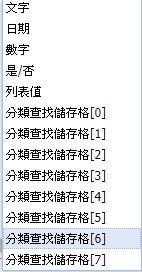 文字
日期
數字
是/否
列表值
分類查找儲存格[0]
分類查找儲存格[1]
分類查找儲存格[2]
分類查找儲存格[3]
分類查找儲存格[4]
分類查找儲存格[5]
分類查找儲存格[6]
分類查找儲存格[7]